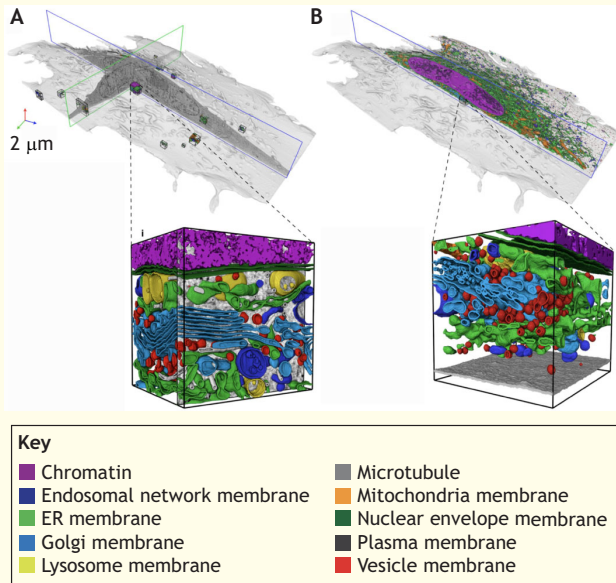 A
B
2 μm
i
Key
Chromatin
Endosomal network membrane
ER membrane
Golgi membrane
Lysosome membrane
Microtubule
Mitochondria membrane
Nuclear envelope membrane
Plasma membrane
Vesicle membrane